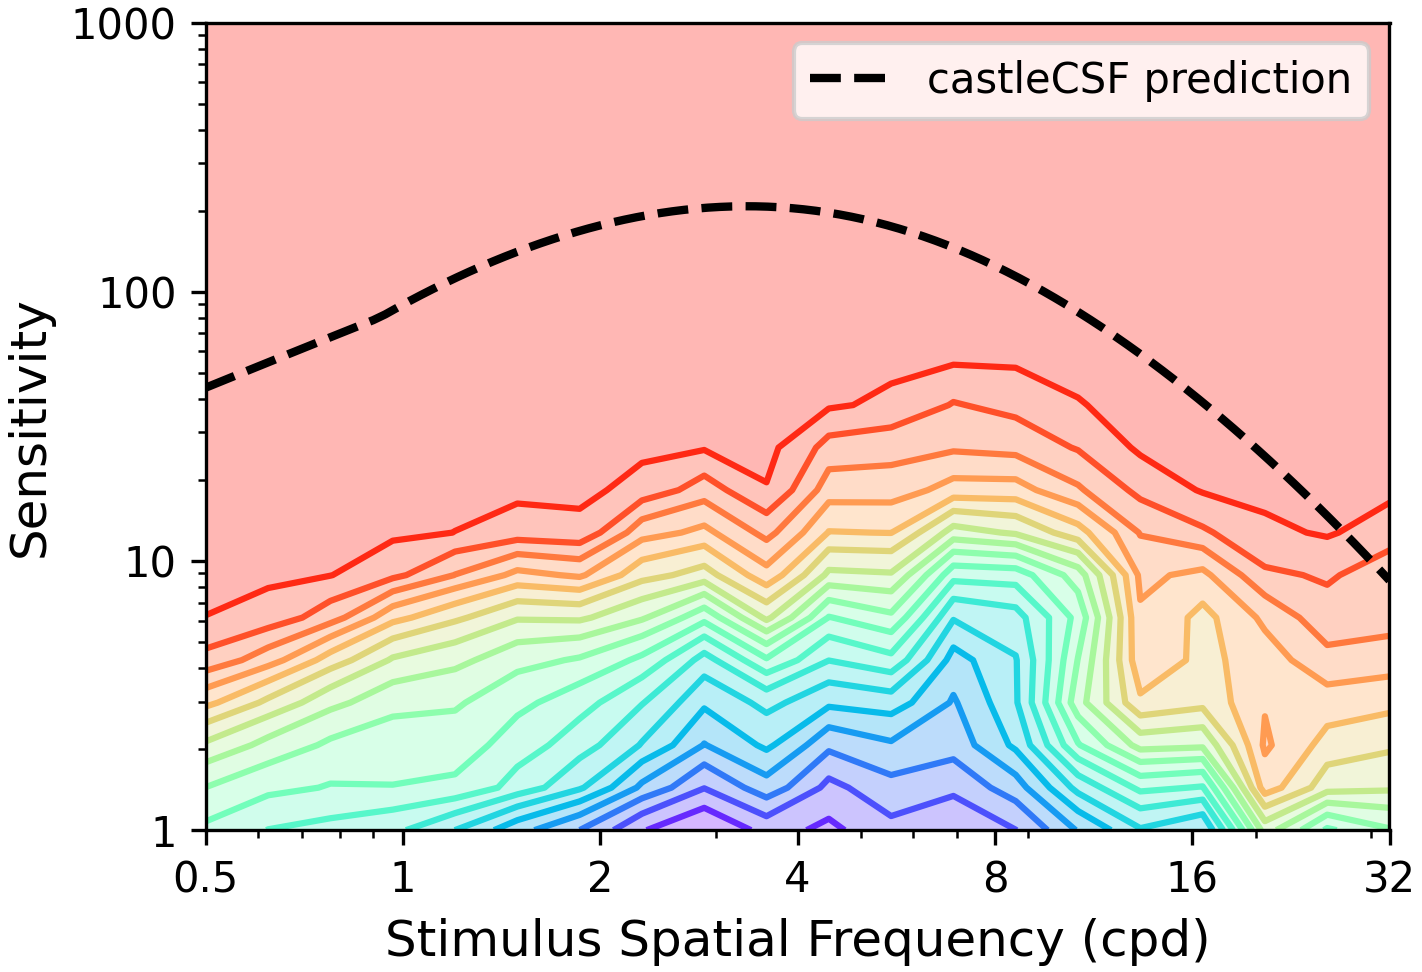 1000
castleCSF prediction
100
Sensitivity
10
1
0.5 1 2 4 8 16 32
Stimulus Spatial Frequency (cpd)